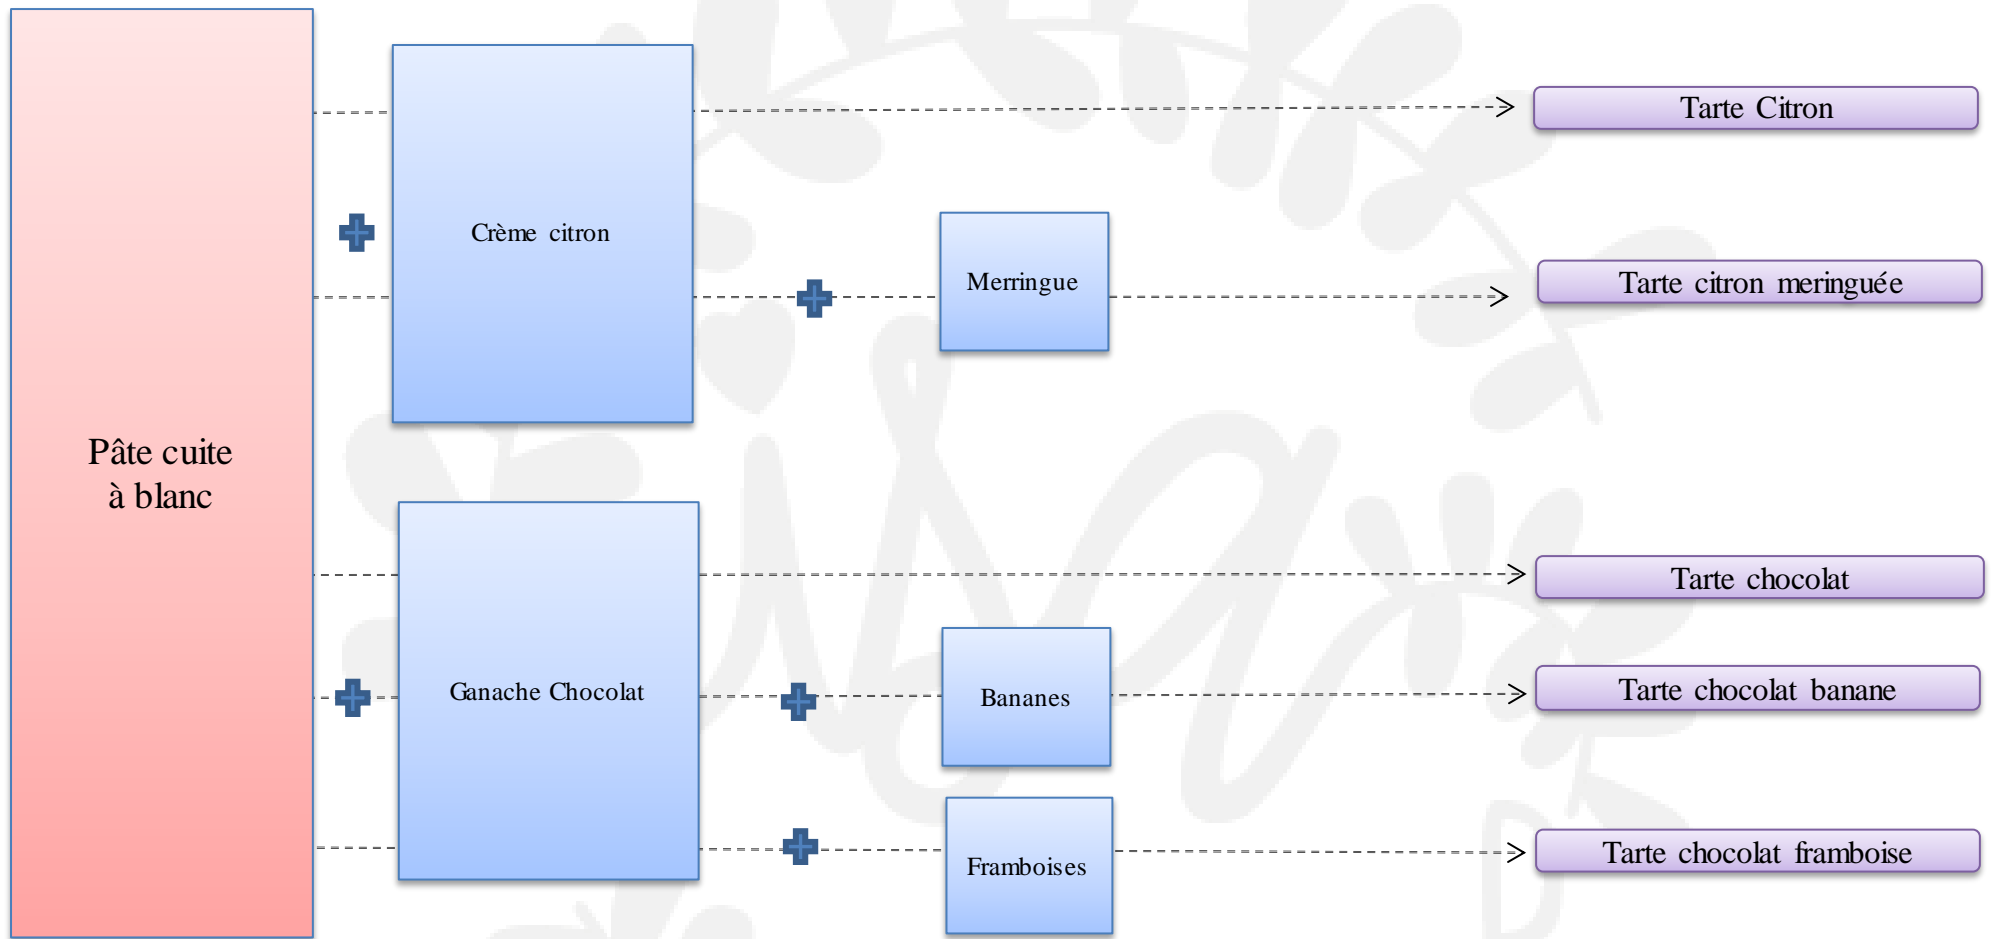 Pâte cuite
à blanc
Crème citron
Merringue
Ganache Chocolat
Bananes
Framboises
Tarte Citron
Tarte citron meringuée
Tarte chocolat
Tarte chocolat banane
Tarte chocolat framboise